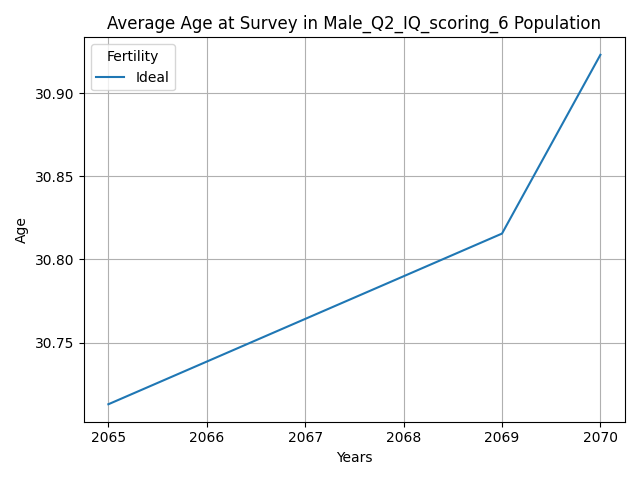 Average Age at Survey in Male_Q2_IQ_scoring_6 Population
Fertility
Ideal
30.90
30.85
30.80
30.75
Age
2065 2066 2067 2068 2069 2070
Years